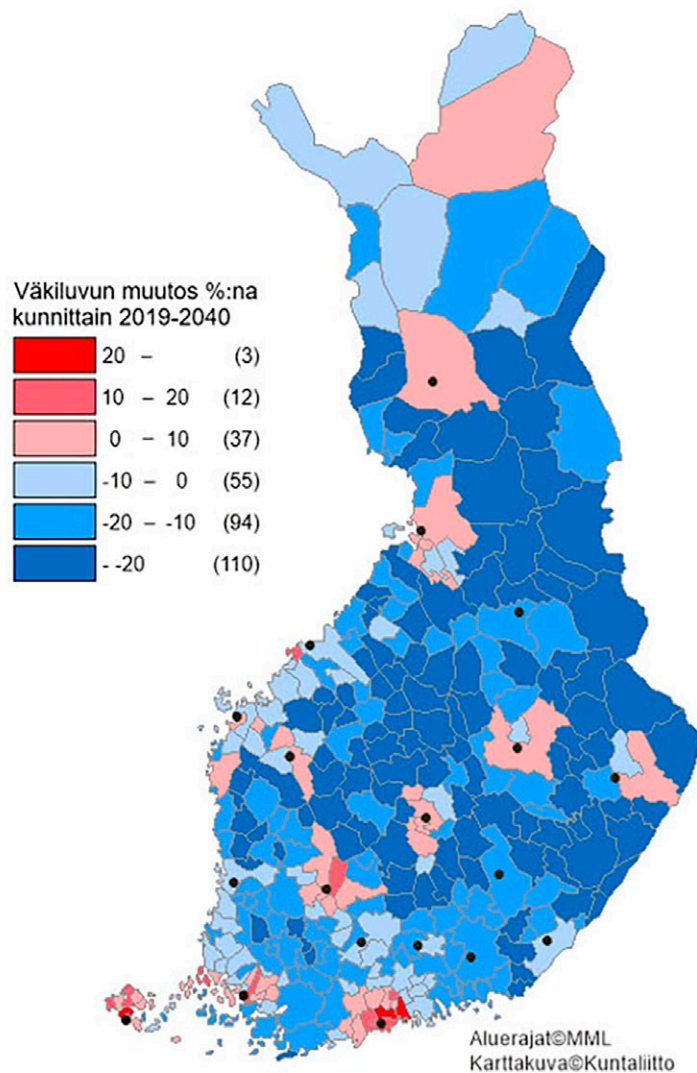 Väkiluvun muutos %:na
kunnittain 2019-2040
20 – (3)
10 – 20 (12)
0 – 10 (37)
-10 – 0 (55)
-20 – -10 (94)
- -20 (110)
Aluerajat©MML
Karttakuva©Kuntaliitto